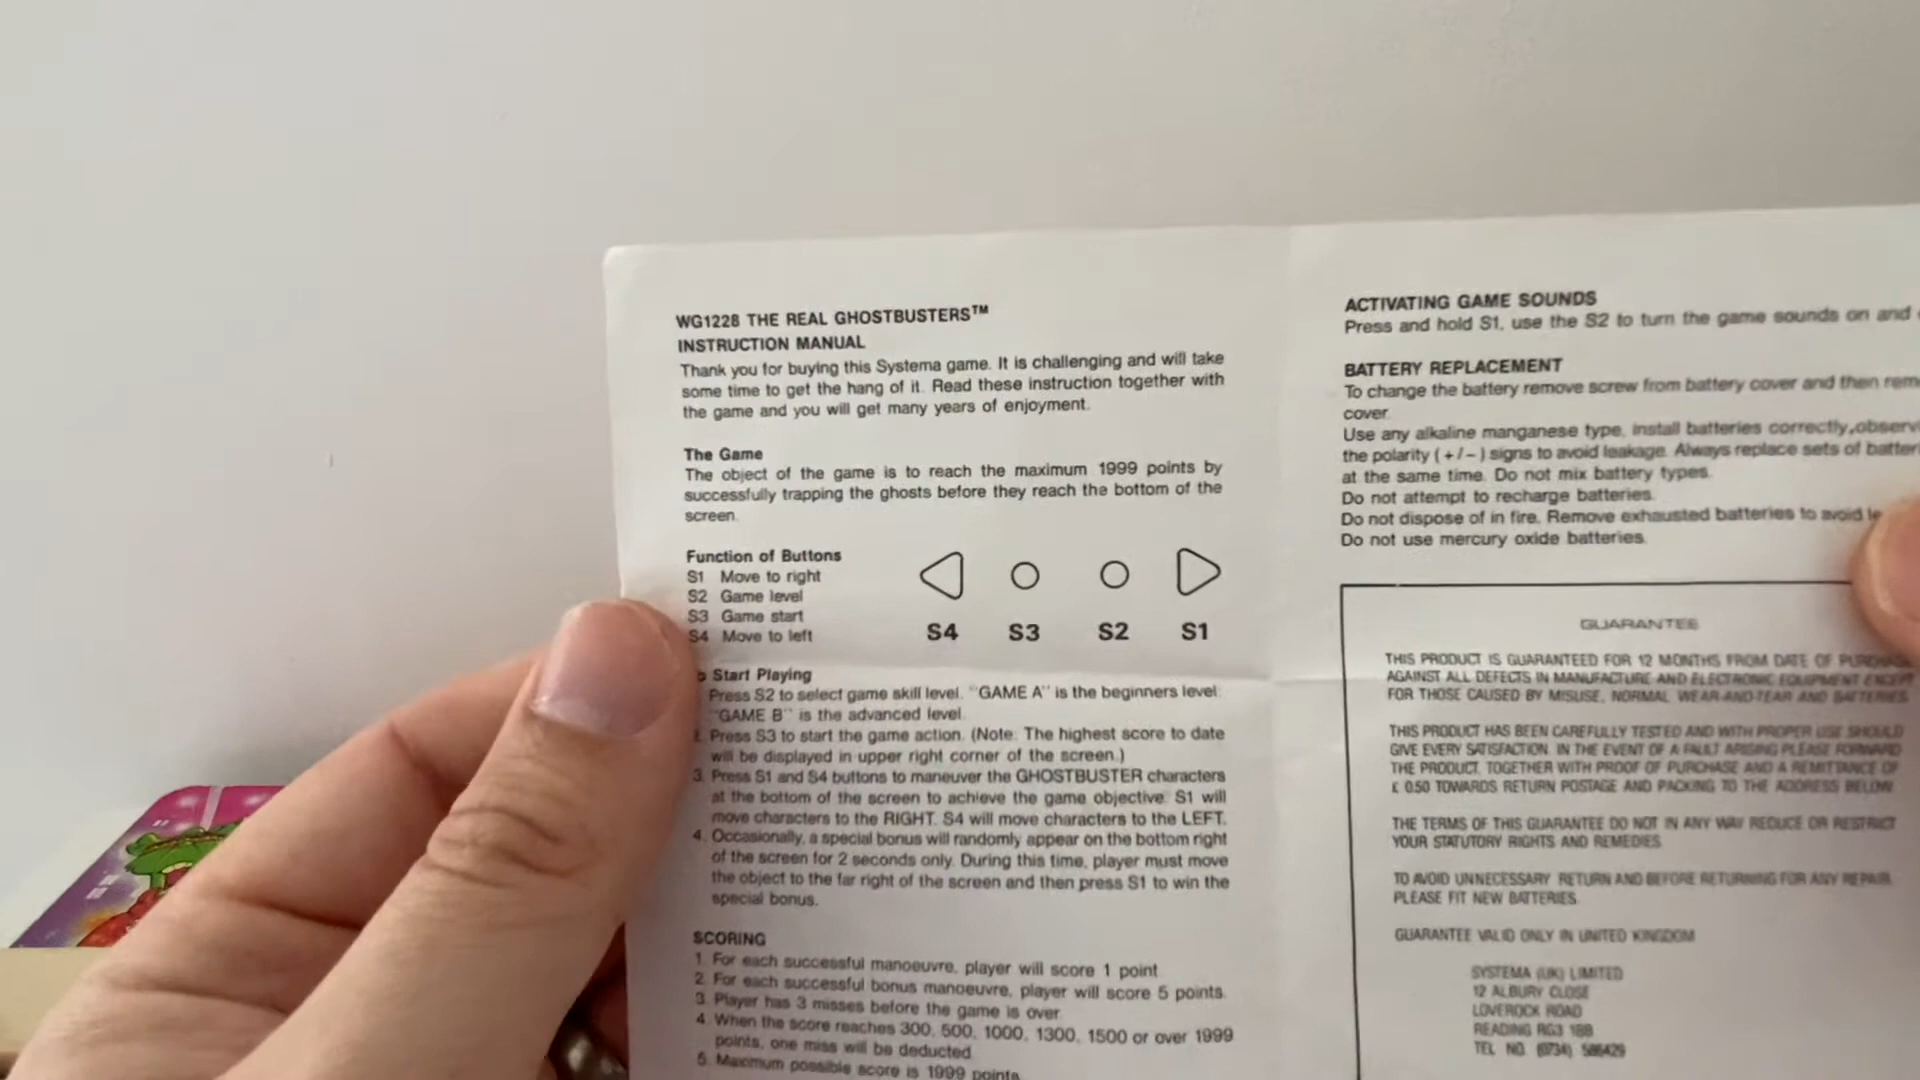 WG1228 THE REAL GHOSTBUSTERS™
INSTRUCTION MANUAL
Thank you for buying this Systema game. It is challenging and will take
some time to get the hang of it. Read these instruction together with
the game and you will get many years of enjoyment.
The Game
The object of the game is to reach the maximum 1999 points by
successfully trapping the ghosts before they reach the bottom of the
screen.
Function of Buttons
S1 Move to right
S2 Game level
S3 Game start
S4 Move to left
S4 S3 S2 S1
Start Playing
Press S2 to select game skill level. "GAME A" is the beginners level.
"GAME B" is the advanced level.
Press S3 to start the game action. (Note: The highest score to date
will be displayed in upper right corner of the screen.)
3. Press S1 and S4 buttons to maneuver the GHOSTBUSTER characters
at the bottom of the screen to achieve the game objective. S1 will
move characters to the RIGHT. S4 will move characters to the LEFT.
4. Occasionally, a special bonus will randomly appear on the bottom right
of the screen for 2 seconds only. During this time, player must move
the object to the far right of the screen and then press S1 to win the
special bonus.
SCORING
1. For each successful manoeuvre, player will score 1 point.
2. For each successful bonus manoeuvre, player will score 5 points.
3. Player has 3 misses before the game is over.
4. When the score reaches 300, 500, 1000, 1300, 1500 or over 1999
points, one miss will be deducted.
5. Maximum possible score is 1999 points.
ACTIVATING GAME SOUNDS
Press and hold S1, use the S2 to turn the game sounds on and
BATTERY REPLACEMENT
To change the battery remove screw from battery cover and then
cover.
Use any alkaline manganese type, install batteries correctly, 
the polarity (+/-) signs to avoid leakage. Always replace sets of
at the same time. Do not mix battery types.
Do not attempt to recharge batteries.
Do not dispose of in fire. Remove exhausted batteries to avoid
Do not use mercury oxide batteries.
GUARANTEE
THIS PRODUCT IS GUARANTEED FOR 12 MONTHS FROM DATE OF PURCHASE
AGAINST ALL DEFECTS IN MANUFACTURE AND ELECTRONIC EQUIPMENT EXCEPT
FOR THOSE CAUSED BY MISUSE, NORMAL WEAR-AND-TEAR AND BATTERIES.
THIS PRODUCT HAS BEEN CAREFULLY TESTED AND WITH PROPER USE SHOULD
GIVE EVERY SATISFACTION. IN THE EVENT OF A FAULT ARISING PLEASE FORWARD
THE PRODUCT, TOGETHER WITH PROOF OF PURCHASE AND A REMITTANCE OF
£ 0.50 TOWARDS RETURN POSTAGE AND PACKING TO THE ADDRESS BELOW.
THE TERMS OF THIS GUARANTEE DO NOT IN ANY WAY REDUCE OR RESTRICT
YOUR STATUTORY RIGHTS AND REMEDIES.
TO AVOID UNNECESSARY RETURN AND BEFORE RETURNING FOR ANY REPAIR.
PLEASE FIT NEW BATTERIES.
GUARANTEE VALID ONLY IN UNITED KINGDOM
SYSTEMA (UK) LIMITED
12 ALBURY CLOSE
LOVEROCK ROAD
READING RG3 1BB
TEL NO. (0734) 586429